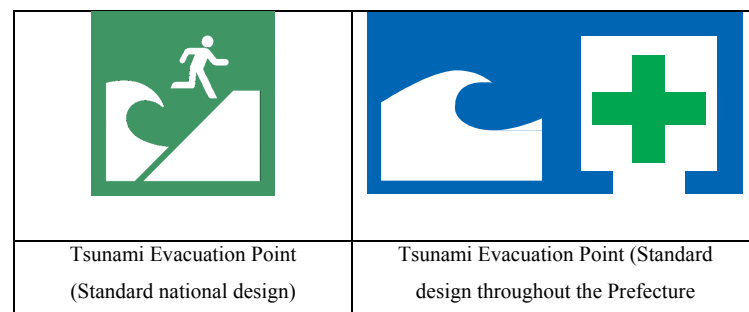 Tsunami Evacuation Point
(Standard national design)
Tsunami Evacuation Point (Standard
design throughout the Prefecture